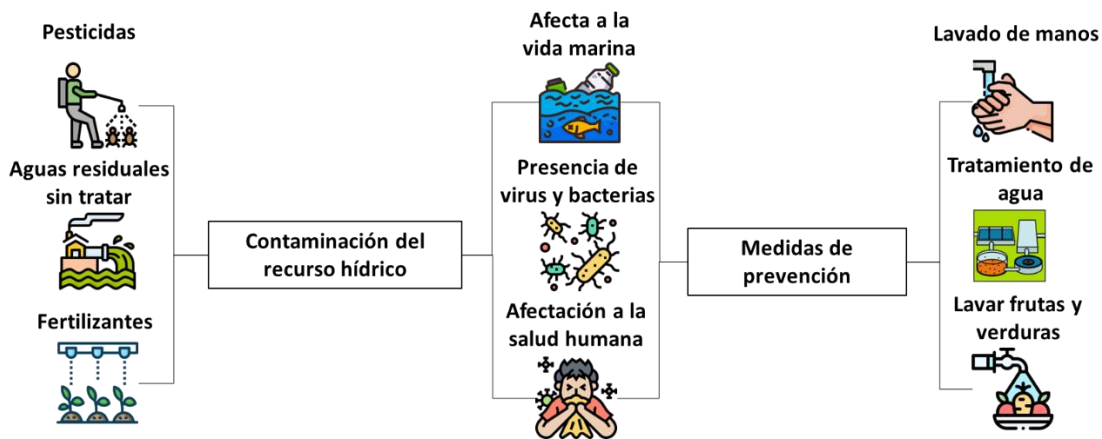 Pesticidas
Aguas residuales
sin tratar
Fertilizantes
Contaminación del
recurso hídrico
Afecta a la
vida marina
Presencia de
virus y bacterias
Afectación a la
salud humana
Medidas de
prevención
Lavado de manos
Tratamiento de
agua
Lavar frutas y
verduras